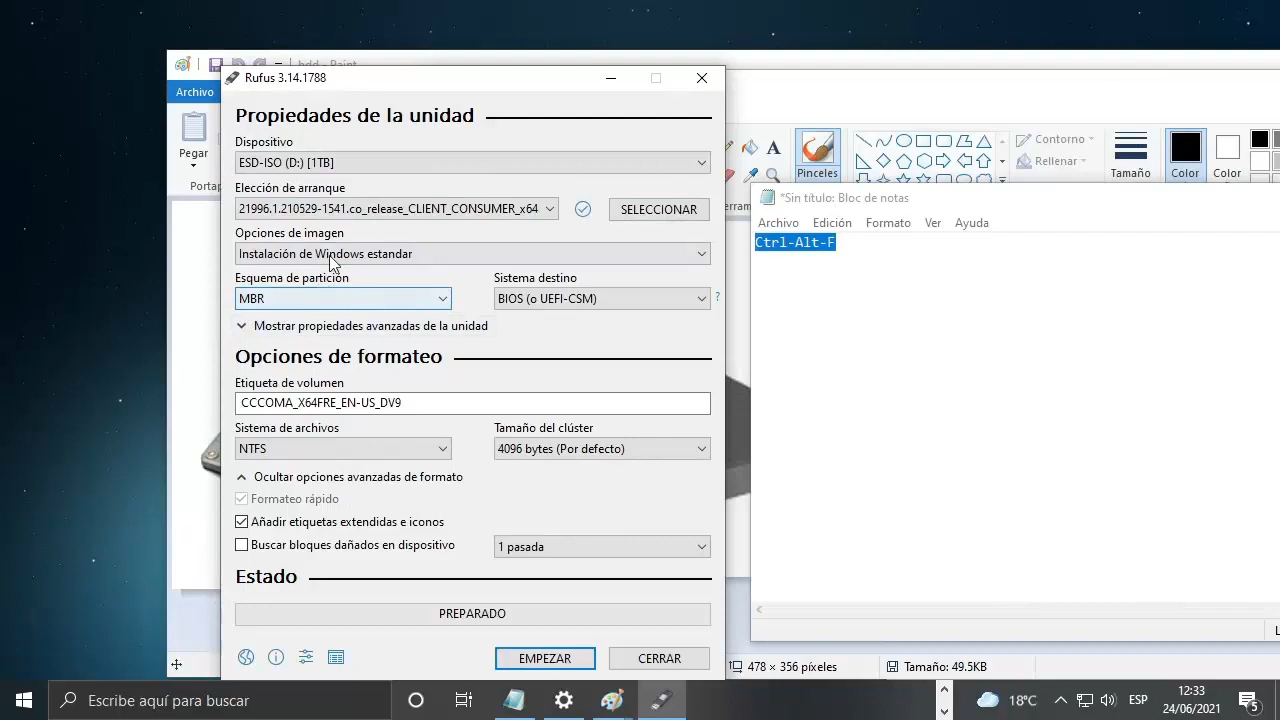 hdd - Paint
Rufus 3.14.1788
Archivo
Pegar
Propiedades de la unidad
Dispositivo
ESD-ISO (D:) [1TB]
Elección de arranque
21996.1.210529-1541.co_release_CLIENT_CONSUMER_x64
SELECCIONAR
Opciones de imagen
Instalación de Windows estandar
Esquema de partición
Sistema destino
MBR
BIOS (o UEFI-CSM)
?
Mostrar propiedades avanzadas de la unidad
Opciones de formateo
Etiqueta de volumen
CCCOMA_X64FRE_EN-US_DV9
Sistema de archivos
Tamaño del clúster
NTFS
4096 bytes (Por defecto)
Ocultar opciones avanzadas de formato
Formateo rápido
Añadir etiquetas extendidas e iconos
Buscar bloques dañados en dispositivo
1 pasada
Estado
PREPARADO
EMPEZAR
CERRAR
A
Pinceles
Contorno
Rellenar
Tamaño
Color
Color
*Sin título: Bloc de notas
Archivo
Edición
Formato
Ver
Ayuda
Ctrl-Alt-F
478 × 356 píxeles
Tamaño: 49.5KB
Escribe aquí para buscar
18°C
ESP
12:33
24/06/2021
5